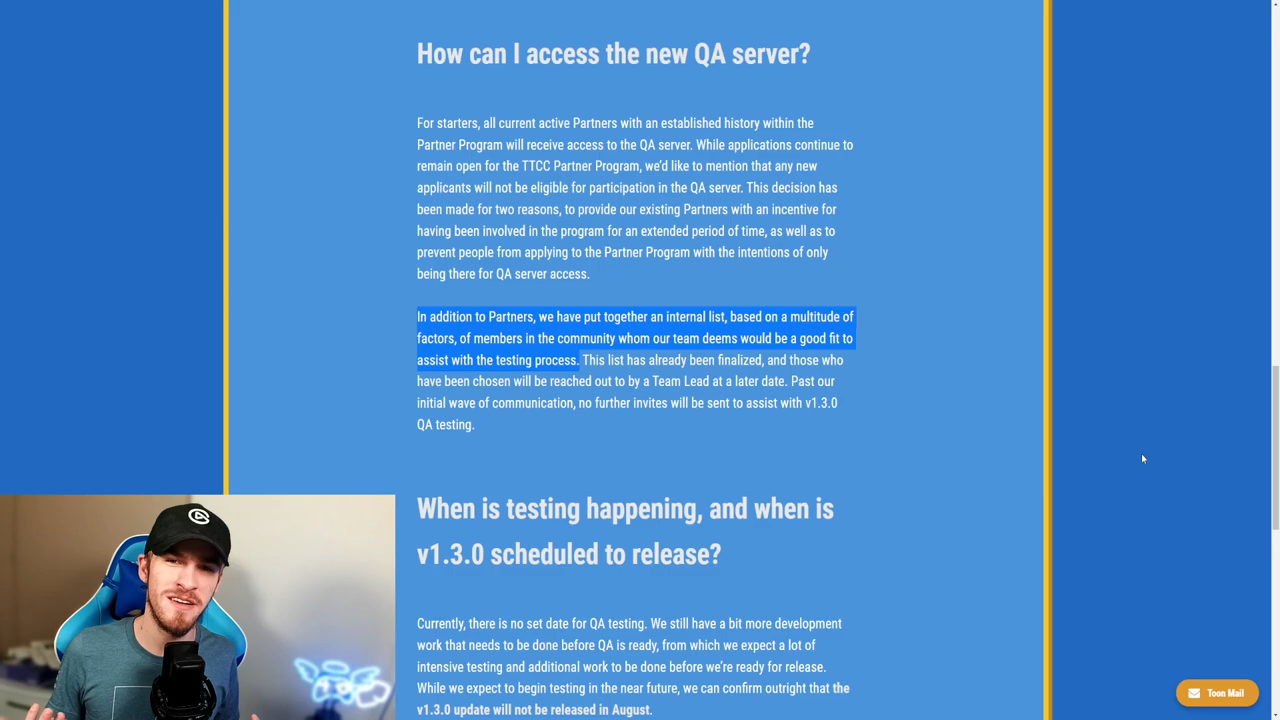 How can I access the new QA server?
For starters, all current active Partners with an established history within the
Partner Program will receive access to the QA server. While applications continue to
remain open for the TTCC Partner Program, we'd like to mention that any new
applicants will not be eligible for participation in the QA server. This decision has
been made for two reasons, to provide our existing Partners with an incentive for
having been involved in the program for an extended period of time, as well as to
prevent people from applying to the Partner Program with the intentions of only
being there for QA server access.
In addition to Partners, we have put together an internal list, based on a multitude of
factors, of members in the community whom our team deems would be a good fit to
assist with the testing process. This list has already been finalized, and those who
have been chosen will be reached out to by a Team Lead at a later date. Past our
initial wave of communication, no further invites will be sent to assist with v1.3.0
QA testing.
When is testing happening, and when is
v1.3.0 scheduled to release?
Currently, there is no set date for QA testing. We still have a bit more development
work that needs to be done before QA is ready, from which we expect a lot of
intensive testing and additional work to be done before we're ready for release.
While we expect to begin testing in the near future, we can confirm outright that the
v1.3.0 update will not be released in August.
Toon Mail